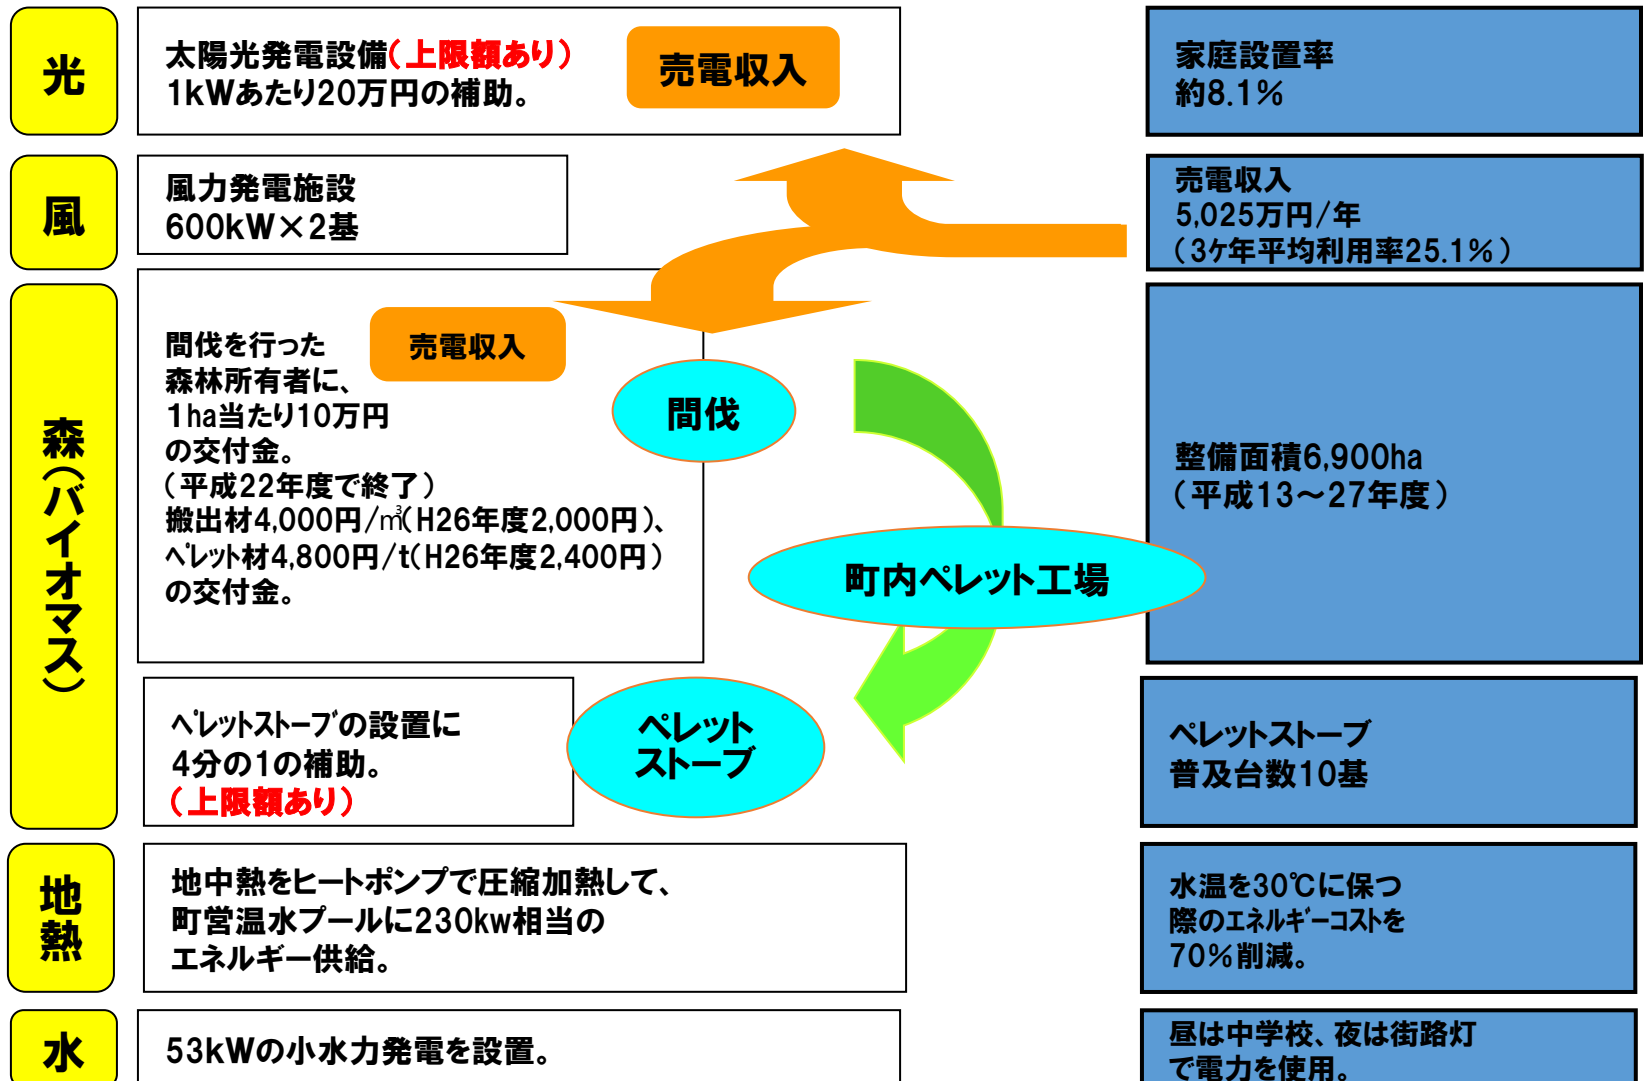 光
太陽光発電設備(上限額あり)
1kWあたり20万円の補助。
売電収入
家庭設置率
約8.1%
風
風力発電施設
600kW×2基
売電収入
5,025万円/年
(3ケ年平均利用率25.1%)
森(バイオマス)
間伐を行った
森林所有者に、
1ha当たり10万円
の交付金。
(平成22年度で終了)
搬出材4,000円/㎥(H26年度2,000円)、
ペレット材4,800円/t(H26年度2,400円)
の交付金。
売電収入
間伐
町内ペレット工場
整備面積6,900ha
(平成13~27年度)
ペレットストーブの設置に
4分の1の補助。
(上限額あり)
ペレット
ストーブ
ペレットストーブ
普及台数10基
地熱
地中熱をヒートポンプで圧縮加熱して、
町営温水プールに230kw相当の
エネルギー供給。
水温を30℃に保つ
際のエネルギーコストを
70%削減。
水
53kWの小水力発電を設置。
昼は中学校、夜は街路灯
で電力を使用。